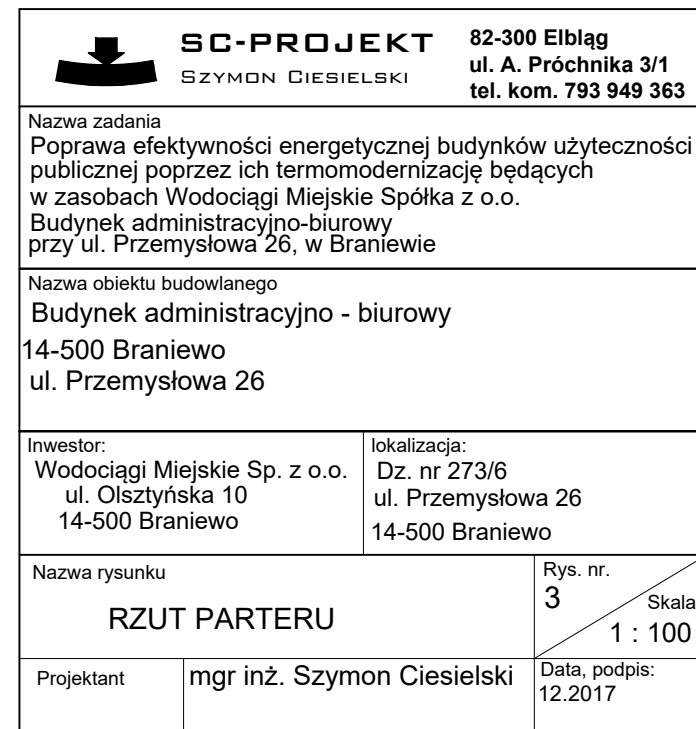 SC-PROJEKT
SZYMON CIESIELSKI
82-300 Elbląg
ul. A. Próchnika 3/1
tel. kom. 793 949 363
Nazwa zadania
Poprawa efektywności energetycznej budynków użyteczności
publicznej poprzez ich termomodernizację będących
w zasobach Wodociągi Miejskie Spółka z o.o.
Budynek administracyjno-biurowy
przy ul. Przemysłowa 26, w Braniewie
Nazwa obiektu budowlanego
Budynek administracyjno - biurowy
14-500 Braniewo
ul. Przemysłowa 26
Inwestor:
Wodociągi Miejskie Sp. z o.o.
ul. Olsztyńska 10
14-500 Braniewo
lokalizacja:
Dz. nr 273/6
ul. Przemysłowa 26
14-500 Braniewo
Nazwa rysunku
RZUT PARTERU
Rys. nr.
3
Skala
1 : 100
Projektant
mgr inż. Szymon Ciesielski
Data, podpis:
12.2017